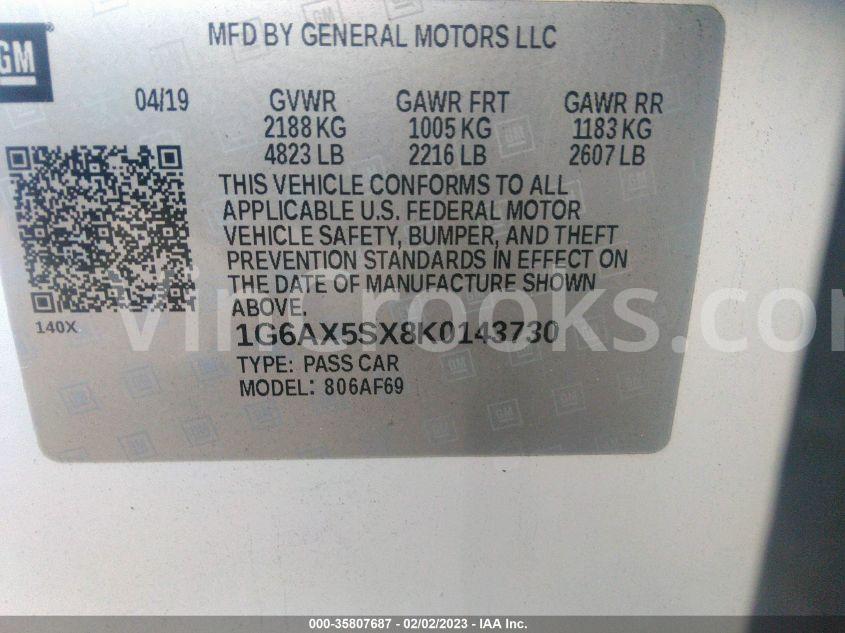 GM
MFD BY GENERAL MOTORS LLC
04/19 GVWR GAWR FRT GAWR RR
2188 KG 1005 KG 1183 KG
4823 LB 2216 LB 2607 LB
THIS VEHICLE CONFORMS TO ALL
APPLICABLE U.S. FEDERAL MOTOR
VEHICLE SAFETY, BUMPER, AND THEFT
PREVENTION STANDARDS IN EFFECT ON
THE DATE OF MANUFACTURE SHOWN
ABOVE.
140X
1G6AX5SX8K0143730
TYPE: PASS CAR
MODEL: 806AF69
VinCrooks.com
000-35807687 - 02/02/2023 - IAA Inc.